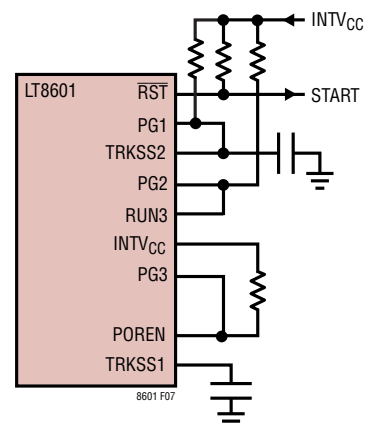 INTVCC
LT8601
RST
START
PG1
TRKSS2
PG2
RUN3
INTVCC
PG3
POREN
TRKSS1
8601 F07